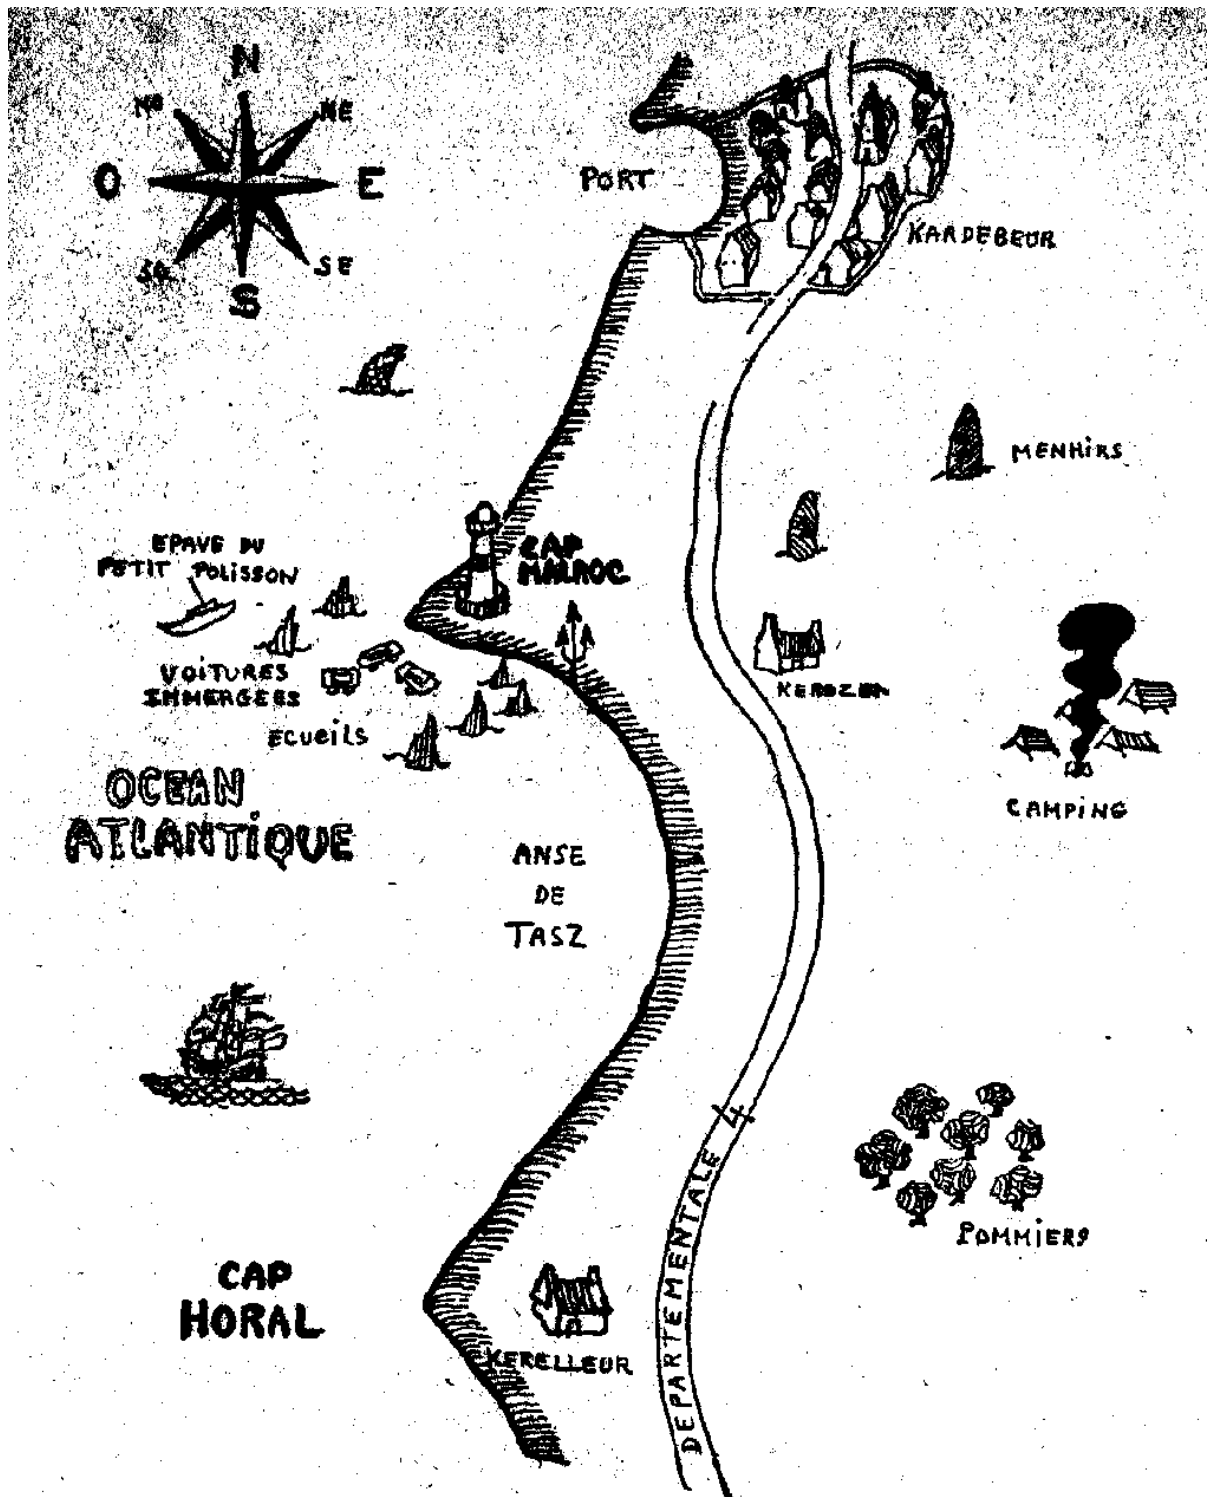 N
NO
NE
O
E
SO
SE
S
PORT
KARDEBEUR
MENHIRS
EPAVE DU
PETIT POLISSON
CAP
MALROC
VOITURES
IMMERGEES
ECUEILS
KEROZEN
CAMPING
OCEAN
ATLANTIQUE
ANSE
DE
TASZ
POMMIERS
CAP
HORAL
KERELLEUR
DEPARTEMENTALE 4